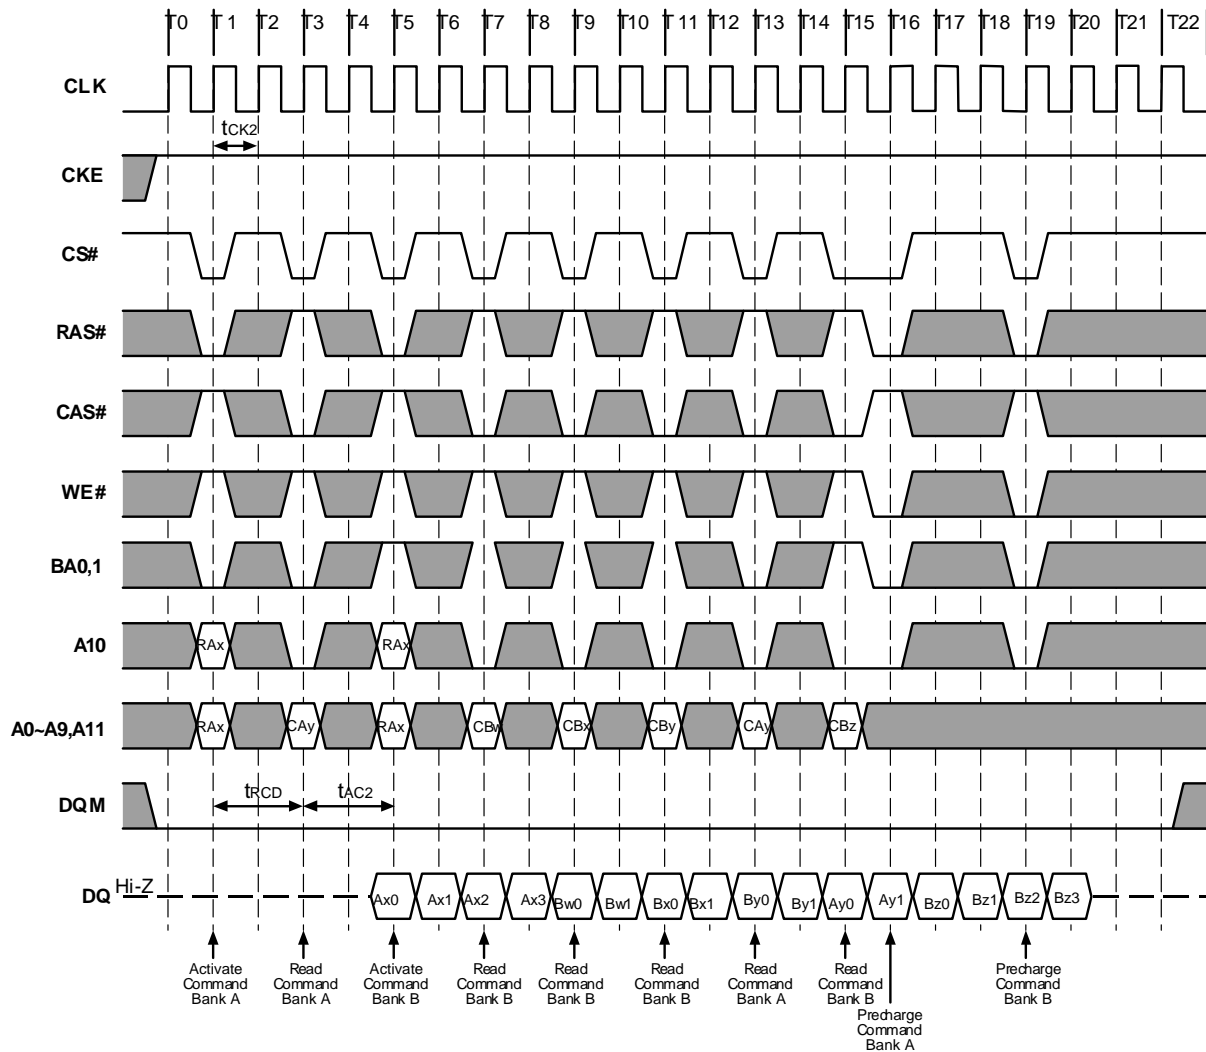 T0 T1 T2 T3 T4 T5 T6 T7 T8 T9 T10 T11 T12 T13 T14 T15 T16 T17 T18 T19 T20 T21 T22
CLK
tCK2
CKE
CS#
RAS#
CAS#
WE#
BA0,1
A10 RAx RAx
A0~A9,A11 RAx CAy RAx CBw CBx CBy CAy CBz
DQM tRCD tAC2
DQ Hi-Z Ax0 Ax1 Ax2 Ax3 Bw0 Bw1 Bx0 Bx1 By0 By1 Ay0 Ay1 Bz0 Bz1 Bz2 Bz3
Activate
Command
Bank A
Read
Command
Bank A
Activate
Command
Bank B
Read
Command
Bank B
Read
Command
Bank B
Read
Command
Bank B
Read
Command
Bank A
Read
Command
Bank B
Precharge
Command
Bank A
Precharge
Command
Bank B